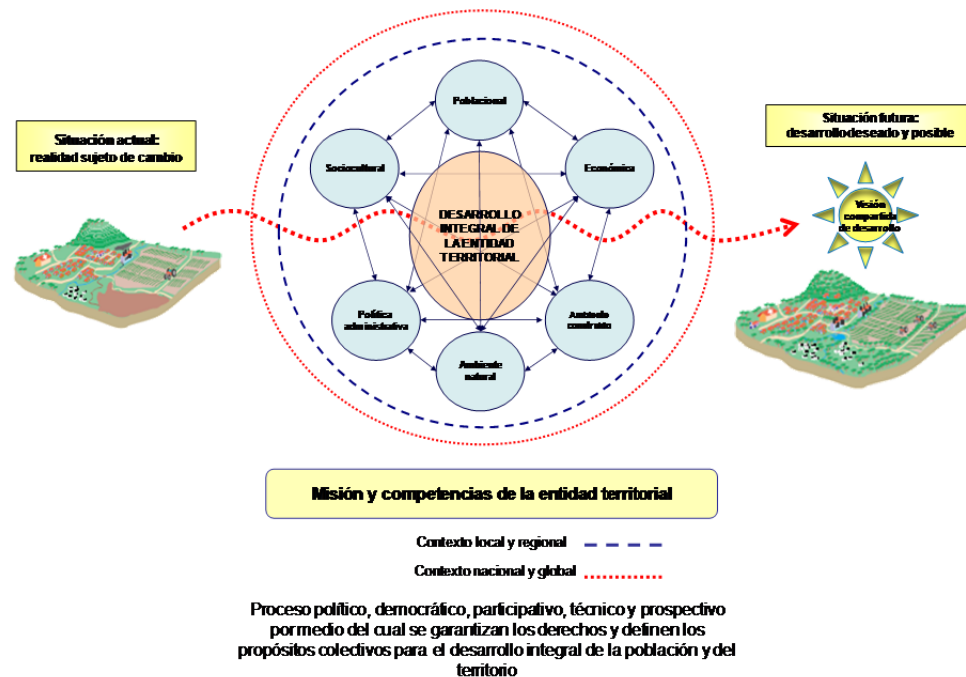 Situación actual:
realidad sujeto de cambio
Poblacional
Sociocultural
Económica
DESARROLLO
INTEGRAL DE
LA ENTIDAD
TERRITORIAL
Política
administrativa
Ambiente
construido
Ambiente
natural
Situación futura:
desarrollo deseado y posible
Visión
compartida
de desarrollo
Misión y competencias de la entidad territorial
Contexto local y regional
Contexto nacional y global
Proceso político, democrático, participativo, técnico y prospectivo
por medio del cual se garantizan los derechos y definen los
propósitos colectivos para el desarrollo integral de la población y del
territorio